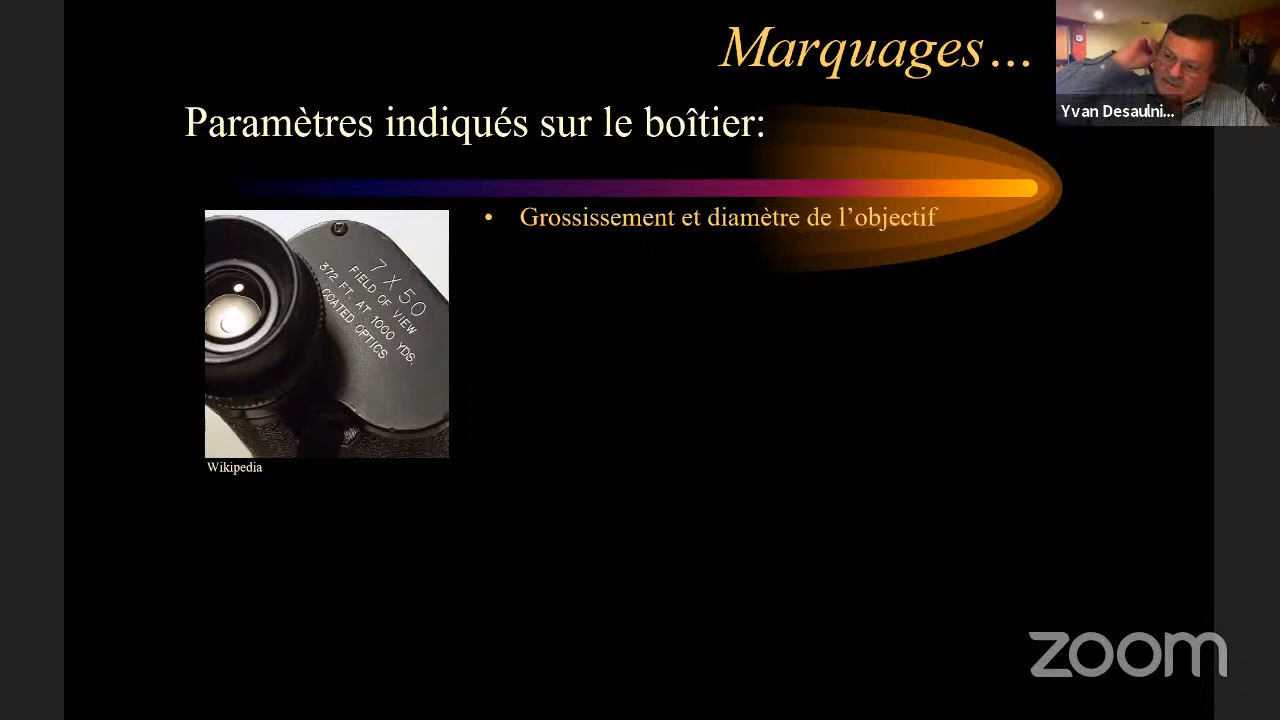 Marquages...
Yvan Desaulni...
Paramètres indiqués sur le boîtier:
• Grossissement et diamètre de l'objectif
7 X 50
FIELD OF VIEW
372 FT. AT 1000 YDS.
COATED OPTICS
Wikipedia
zoom